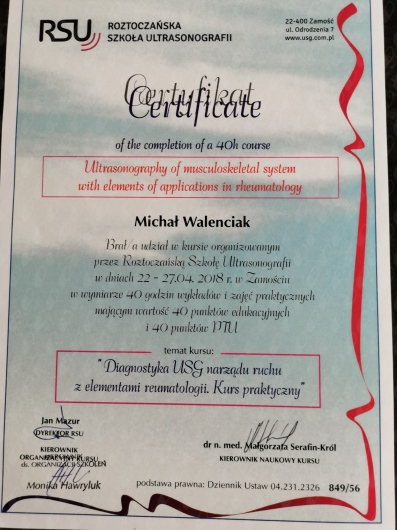 RSU
ROZTOCZAŃSKA
SZKOŁA ULTRASONOGRAFII
22-400 Zamość
ul. Odrodzenia 7
www.usg.com.pl
Certyfikat
Certificate
of the completion of a 40h course
Ultrasonography of musculoskeletal system
with elements of applications in rheumatology
Michał Walenciak
Brał/a udział w kursie organizowanym
przez Roztoczańską Szkołę Ultrasonografii
w dniach 22 - 27.04. 2018 r. w Zamościu
w wymiarze 40 godzin wykładów i zajęć praktycznych
mającym wartość 40 punktów edukacyjnych
i 40 punktów PTU
temat kursu:
"Diagnostyka USG narządu ruchu
z elementami reumatologii. Kurs praktyczny"
Jan Mazur
DYREKTOR RSU
KIEROWNIK
ORGANIZACYJNY KURSU
ds. ORGANIZACJI SZKOLEŃ
Monika Hawryluk
dr n. med. Małgorzata Serafin-Król
KIEROWNIK NAUKOWY KURSU
podstawa prawna: Dziennik Ustaw 04.231.2326
849/56